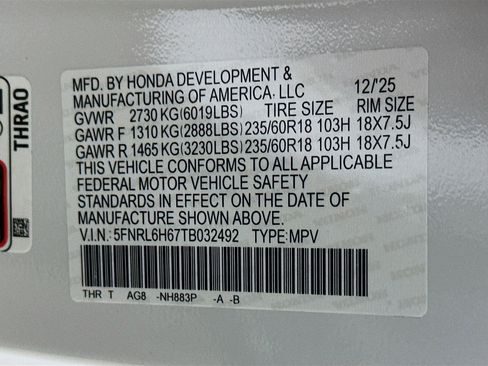 THRA0
MFD. BY HONDA DEVELOPMENT &
MANUFACTURING OF AMERICA, LLC 12/'25
GVWR 2730 KG(6019LBS) TIRE SIZE RIM SIZE
GAWR F 1310 KG(2888LBS) 235/60R18 103H 18X7.5J
GAWR R 1465 KG(3230LBS) 235/60R18 103H 18X7.5J
THIS VEHICLE CONFORMS TO ALL APPLICABLE
FEDERAL MOTOR VEHICLE SAFETY
STANDARDS IN EFFECT ON THE DATE OF
MANUFACTURE SHOWN ABOVE.
V.I.N.: 5FNRL6H67TB032492 TYPE:MPV
THR T AG8 -NH883P -A -B